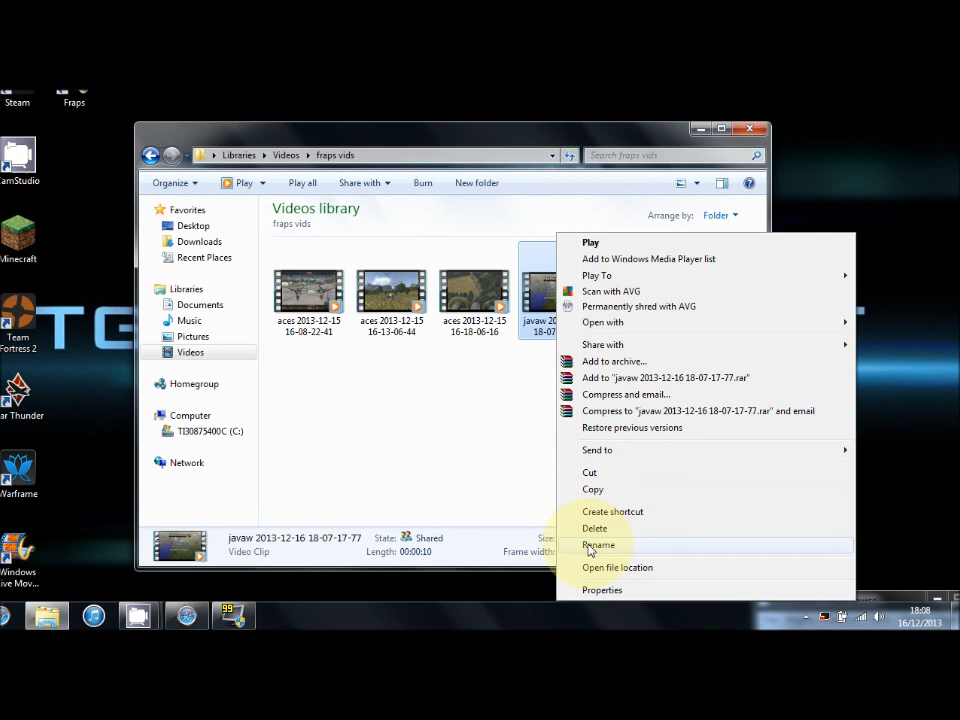 Steam
Fraps
CamStudio
Minecraft
Team
Fortress 2
ar Thunder
Warframe
Windows
ive Mov...
Libraries
Videos
fraps vids
Search fraps vids
Organize
Play
Play all
Share with
Burn
New folder
Videos library
fraps vids
Arrange by: Folder
Favorites
Desktop
Downloads
Recent Places
Libraries
Documents
Music
Pictures
Videos
Homegroup
Computer
TI30875400C (C:)
Network
aces 2013-12-15
16-08-22-41
aces 2013-12-15
16-13-06-44
aces 2013-12-15
16-18-06-16
javaw 20
18-07
Play
Add to Windows Media Player list
Play To
Scan with AVG
Permanently shred with AVG
Open with
Share with
Add to archive...
Add to "javaw 2013-12-16 18-07-17-77.rar"
Compress and email...
Compress to "javaw 2013-12-16 18-07-17-77.rar" and email
Restore previous versions
Send to
Cut
Copy
Create shortcut
Delete
Rename
Open file location
Properties
javaw 2013-12-16 18-07-17-77
Video Clip
State: Shared
Length: 00:00:10
Size:
Frame width:
99
18:08
16/12/2013